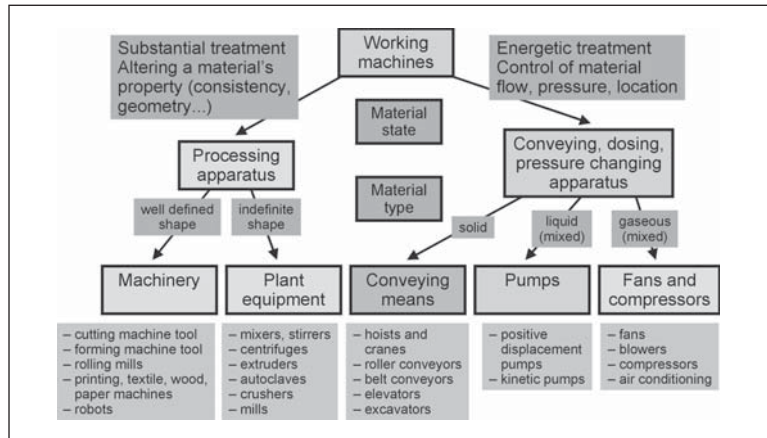 Substantial treatment
Altering a material's
property (consistency,
geometry...)
Working
machines
Energetic treatment
Control of material
flow, pressure, location
Material
state
Processing
apparatus
Conveying, dosing,
pressure changing
apparatus
Material
type
well defined
shape
indefinite
shape
solid
liquid
(mixed)
gaseous
(mixed)
Machinery
Plant
equipment
Conveying
means
Pumps
Fans and
compressors
– cutting machine tool
– forming machine tool
– rolling mills
– printing, textile, wood,
paper machines
– robots
– mixers, stirrers
– centrifuges
– extruders
– autoclaves
– crushers
– mills
– hoists and
cranes
– roller conveyors
– belt conveyors
– elevators
– excavators
– positive
displacement
pumps
– kinetic pumps
– fans
– blowers
– compressors
– air conditioning